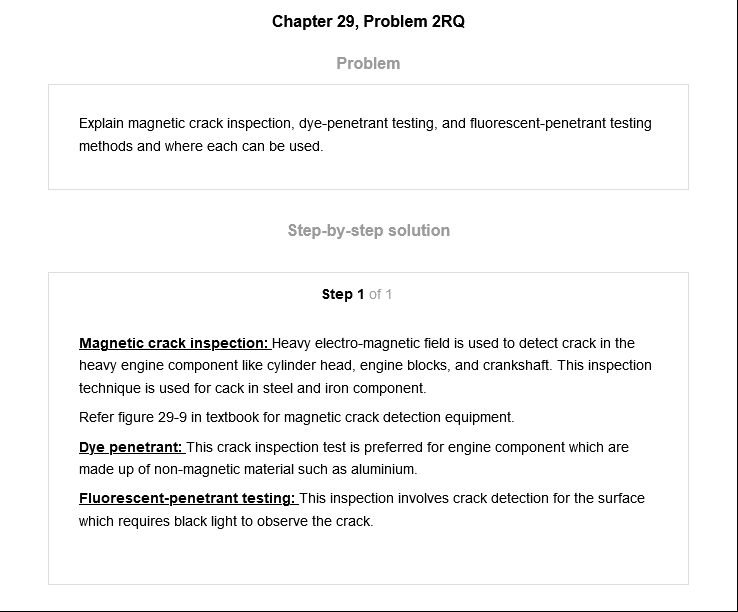 Chapter 29, Problem 2RQ
Problem
Explain magnetic crack inspection, dye-penetrant testing, and fluorescent-penetrant testing
methods and where each can be used.
Step-by-step solution
Step 1 of 1
Magnetic crack inspection: Heavy electro-magnetic field is used to detect crack in the
heavy engine component like cylinder head, engine blocks, and crankshaft. This inspection
technique is used for cack in steel and iron component.
Refer figure 29-9 in textbook for magnetic crack detection equipment.
Dye penetrant: This crack inspection test is preferred for engine component which are
made up of non-magnetic material such as aluminium.
Fluorescent-penetrant testing: This inspection involves crack detection for the surface
which requires black light to observe the crack.